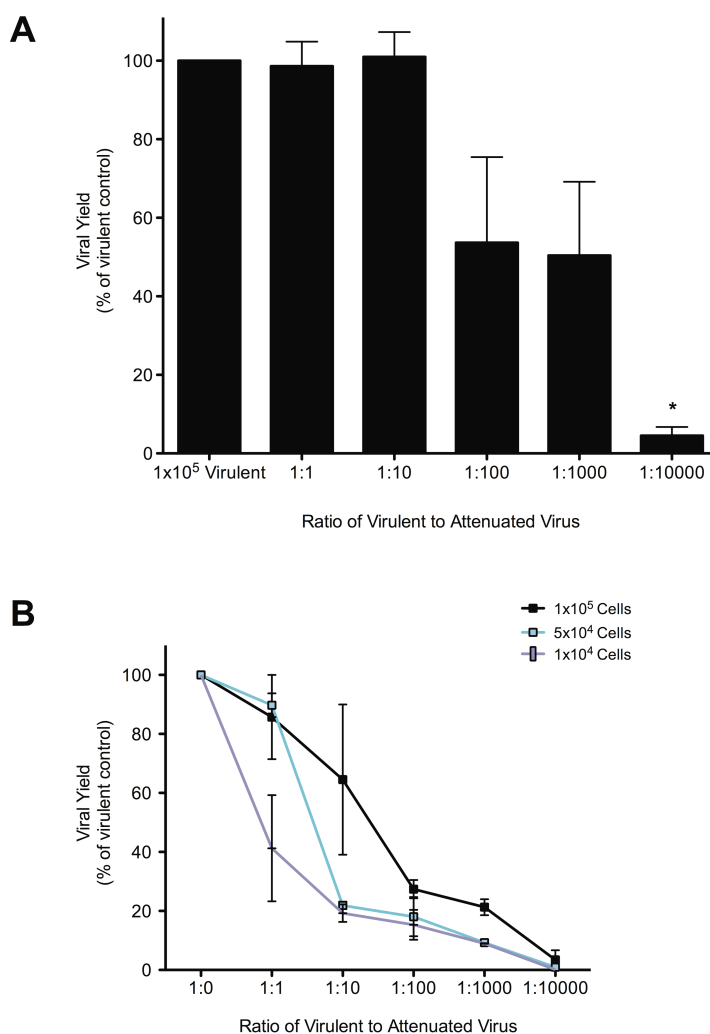 A
Viral Yield
(% of virulent control)
100
80
60
40
20
0
*
1x10⁵ Virulent 1:1 1:10 1:100 1:1000 1:10000
Ratio of Virulent to Attenuated Virus
B
1x10⁵ Cells
5x10⁴ Cells
1x10⁴ Cells
Viral Yield
(% of virulent control)
100
80
60
40
20
0
1:0 1:1 1:10 1:100 1:1000 1:10000
Ratio of Virulent to Attenuated Virus